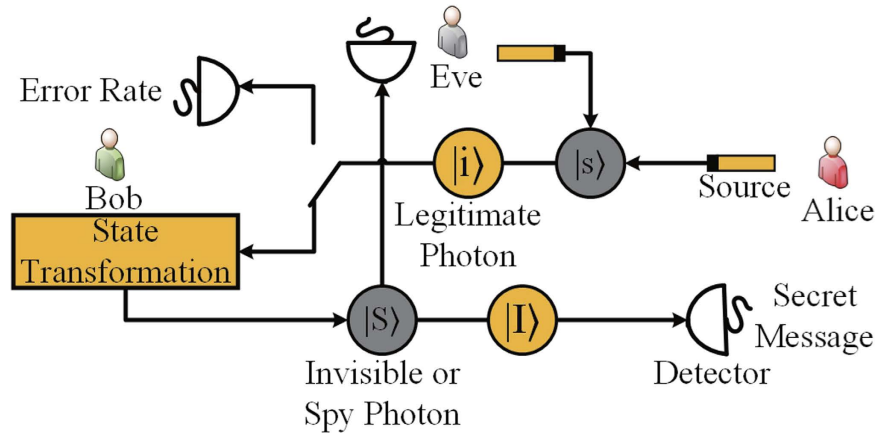 Error Rate
Eve
Bob
State
Transformation
|i⟩
Legitimate
Photon
|s⟩
Source
Alice
|S⟩
Invisible or
Spy Photon
|I⟩
Detector
Secret
Message